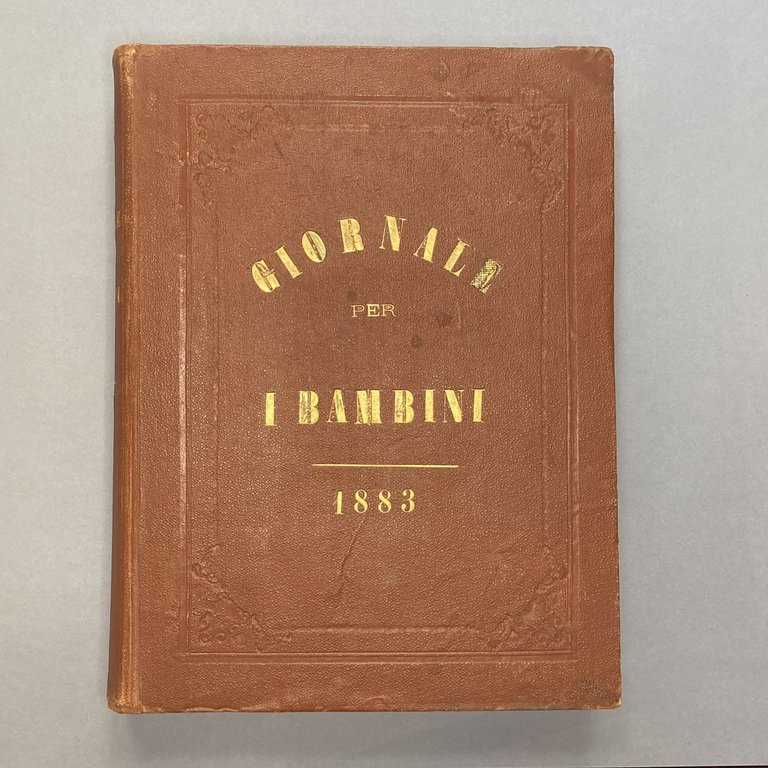 GIORNALE
PER
I BAMBINI
1883